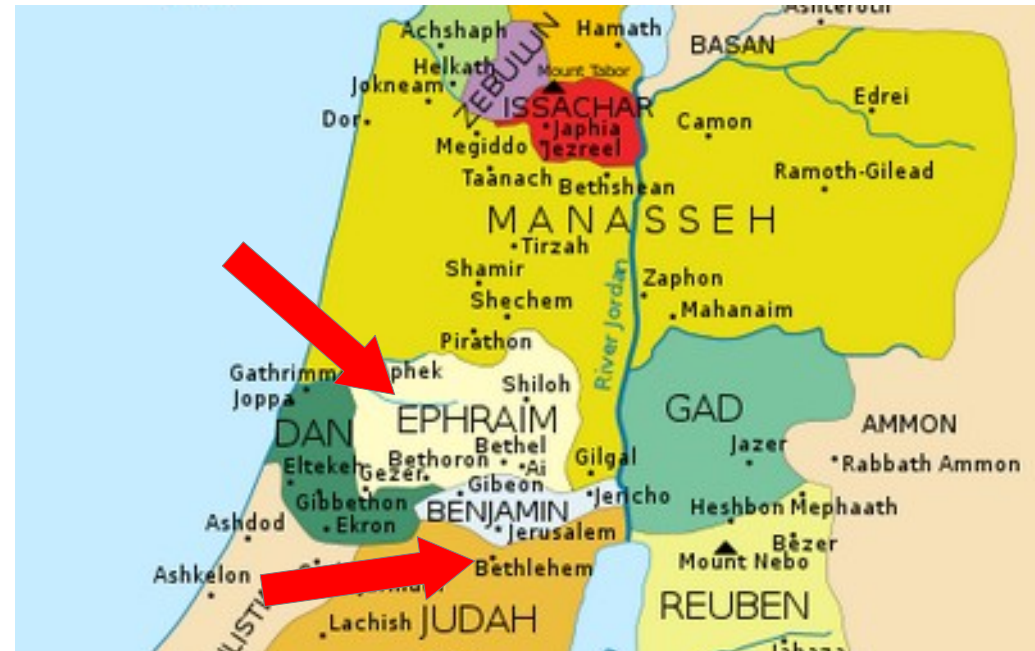 Ashteroth
Achshaph
Hamath
BASAN
ZEBULUN
Helkath
Mount Tabor
Jokneam
ISSACHAR
Edrei
Dor
Japhia
Camon
Megiddo
Jezreel
Taanach
Bethshean
Ramoth-Gilead
MANASSEH
Tirzah
Shamir
Zaphon
Shechem
Mahanaim
River Jordan
Pirathon
Gathrimm
phek
Shiloh
Joppa
EPHRAIM
GAD
DAN
AMMON
Bethel
Jazer
Eltekeh
Bethoron
Ai
Gilgal
Rabbath Ammon
Gezer
Gibeon
Jericho
Gibbethon
BENJAMIN
Heshbon
Mephaath
Ashdod
Ekron
Jerusalem
Bezer
Mount Nebo
Ashkelon
Bethlehem
REUBEN
Lachish
JUDAH